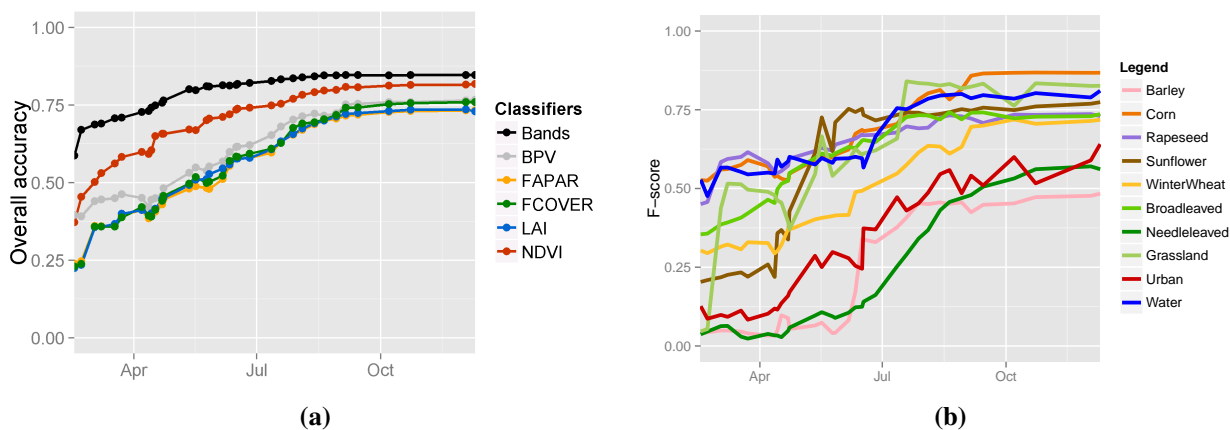 1.00
0.75
0.50
0.25
0.00
Overall accuracy
Apr
Jul
Oct
Classifiers
Bands
BPV
FAPAR
FCOVER
LAI
NDVI
(a)
1.00
0.75
0.50
0.25
0.00
F-score
Apr
Jul
Oct
Legend
Barley
Corn
Rapeseed
Sunflower
WinterWheat
Broadleaved
Needleleaved
Grassland
Urban
Water
(b)